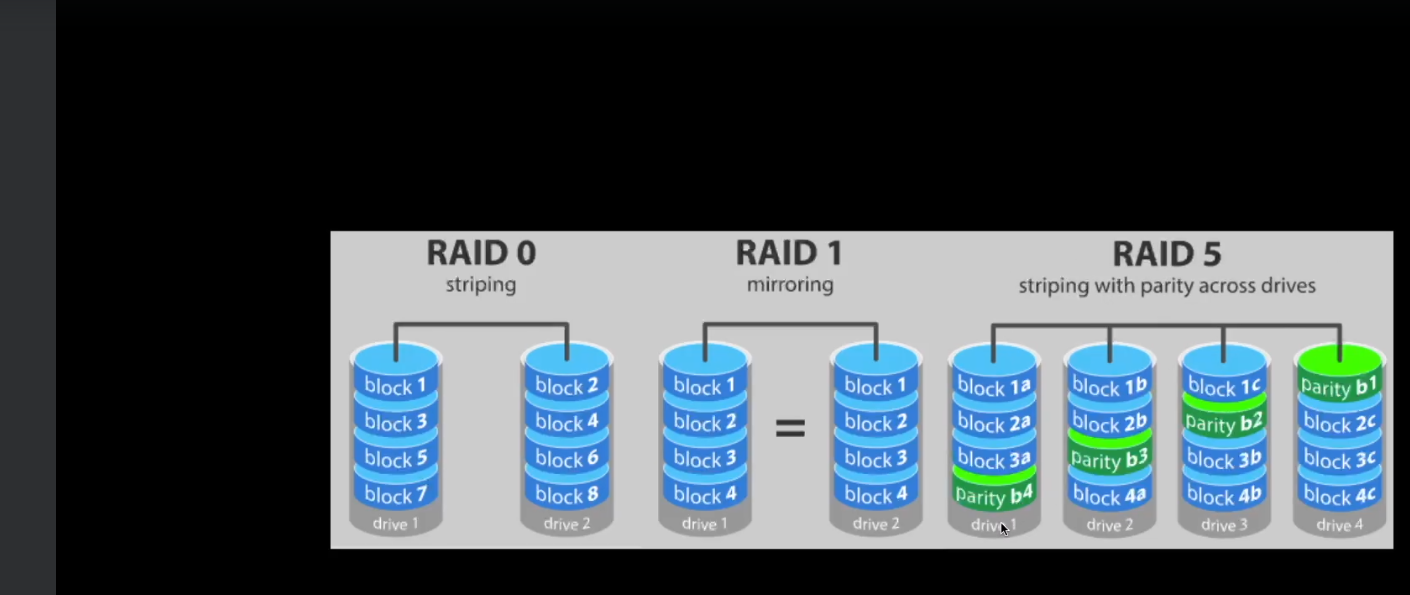 RAID 0
striping
block 1
block 3
block 5
block 7
drive 1
block 2
block 4
block 6
block 8
drive 2
RAID 1
mirroring
block 1
block 2
block 3
block 4
drive 1
=
block 1
block 2
block 3
block 4
drive 2
RAID 5
striping with parity across drives
block 1a
block 2a
block 3a
parity b4
drive 1
block 1b
block 2b
parity b3
block 4a
drive 2
block 1c
parity b2
block 3b
block 4b
drive 3
parity b1
block 2c
block 3c
block 4c
drive 4